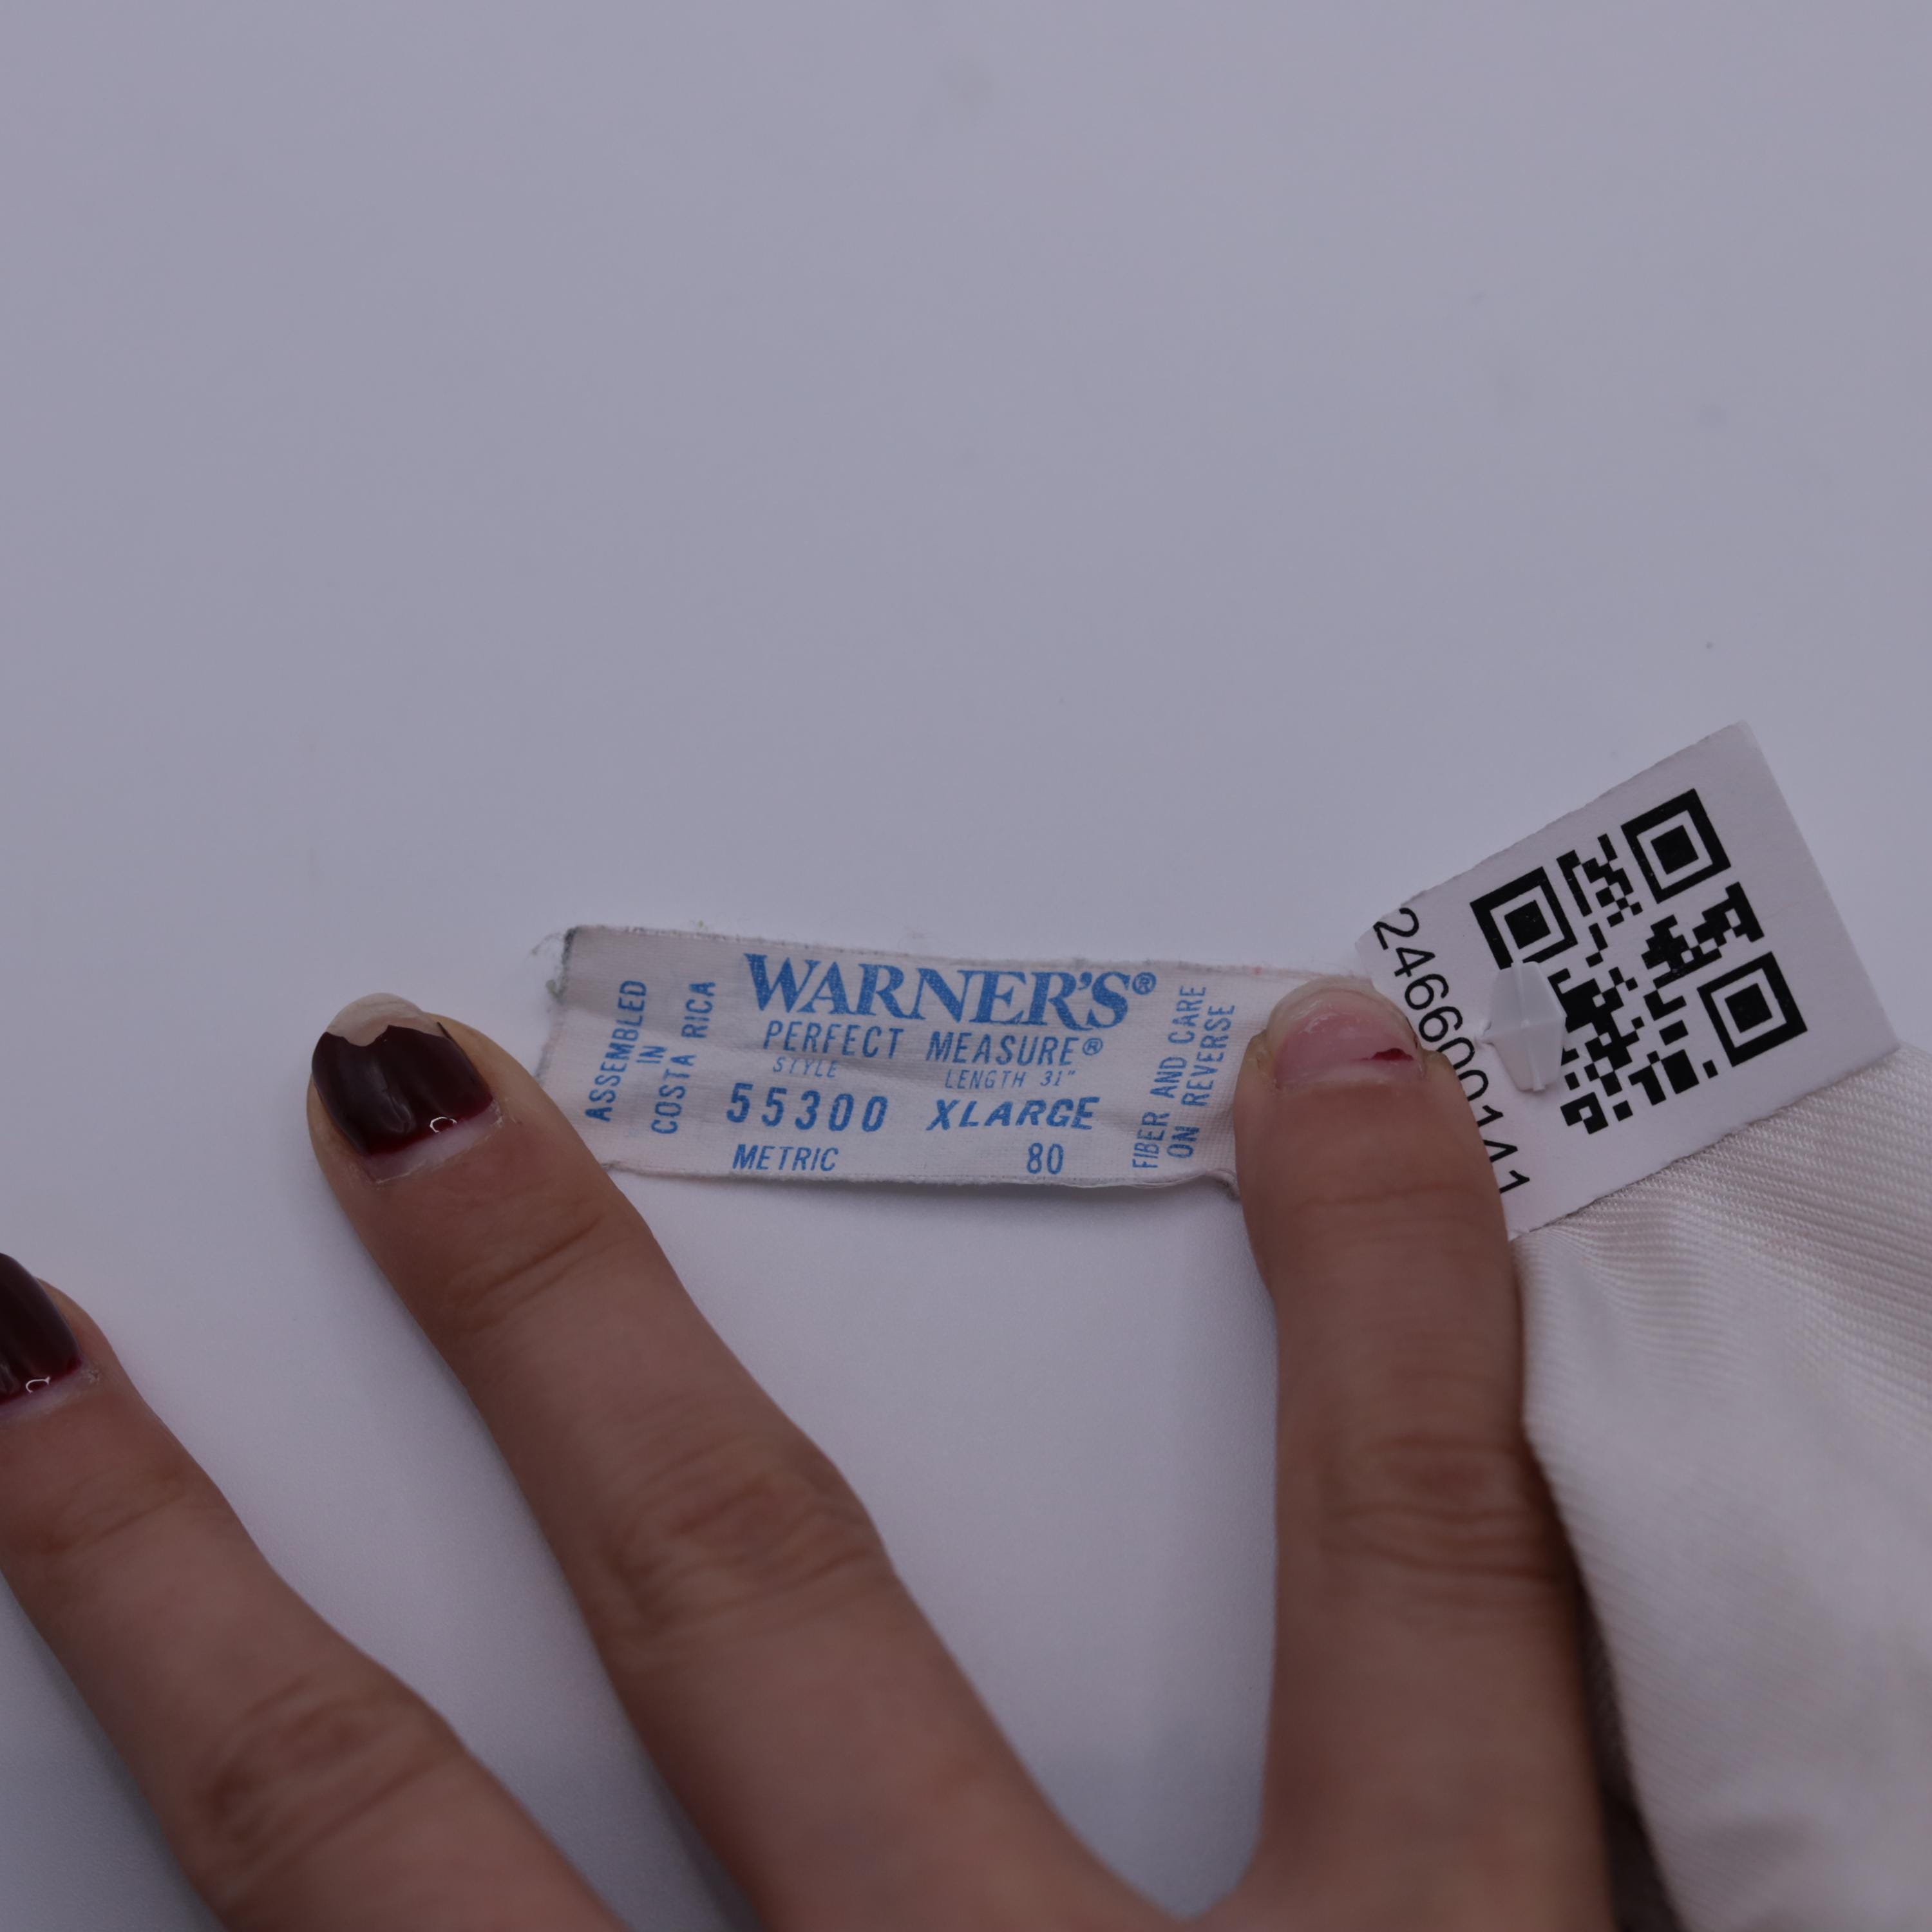 ASSEMBLED
IN
COSTA RICA
WARNER'S®
PERFECT MEASURE®
STYLE LENGTH 31"
55300 XLARGE
METRIC 80
FIBER AND CARE
ON REVERSE
246600141